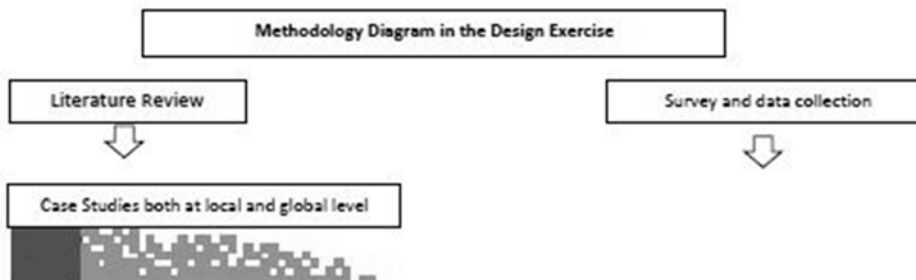 Methodology Diagram in the Design Exercise
Literature Review
Survey and data collection
Case Studies both at local and global level